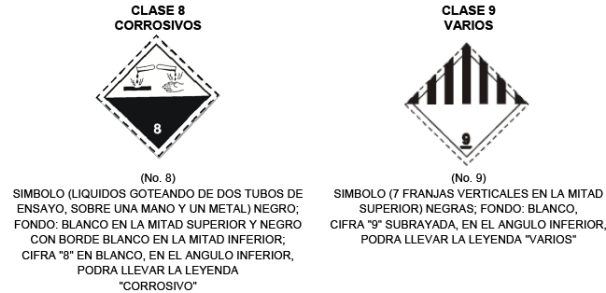 CLASE 8
CORROSIVOS
8
(No. 8)
SIMBOLO (LIQUIDOS GOTEANDO DE DOS TUBOS DE
ENSAYO, SOBRE UNA MANO Y UN METAL) NEGRO;
FONDO: BLANCO EN LA MITAD SUPERIOR Y NEGRO
CON BORDE BLANCO EN LA MITAD INFERIOR;
CIFRA "8" EN BLANCO, EN EL ANGULO INFERIOR,
PODRA LLEVAR LA LEYENDA
"CORROSIVO"
CLASE 9
VARIOS
9
(No. 9)
SIMBOLO (7 FRANJAS VERTICALES EN LA MITAD
SUPERIOR) NEGRAS; FONDO: BLANCO,
CIFRA "9" SUBRAYADA, EN EL ANGULO INFERIOR,
PODRA LLEVAR LA LEYENDA "VARIOS"